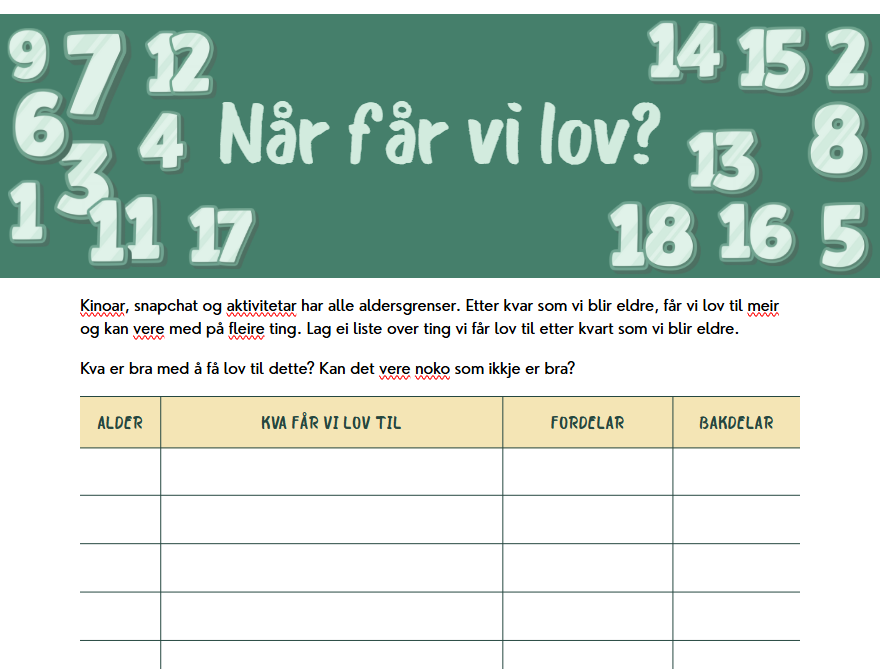 9 7 12 14 15 2
6 4 Når får vi lov? 13 8
3
1 11 17 18 16 5
Kinoar, snapchat og aktivitetar har alle aldersgrenser. Etter kvar som vi blir eldre, får vi lov til meir
og kan vere med på fleire ting. Lag ei liste over ting vi får lov til etter kvart som vi blir eldre.
Kva er bra med å få lov til dette? Kan det vere noko som ikkje er bra?
ALDER KVA FÅR VI LOV TIL FORDELAR BAKDELAR